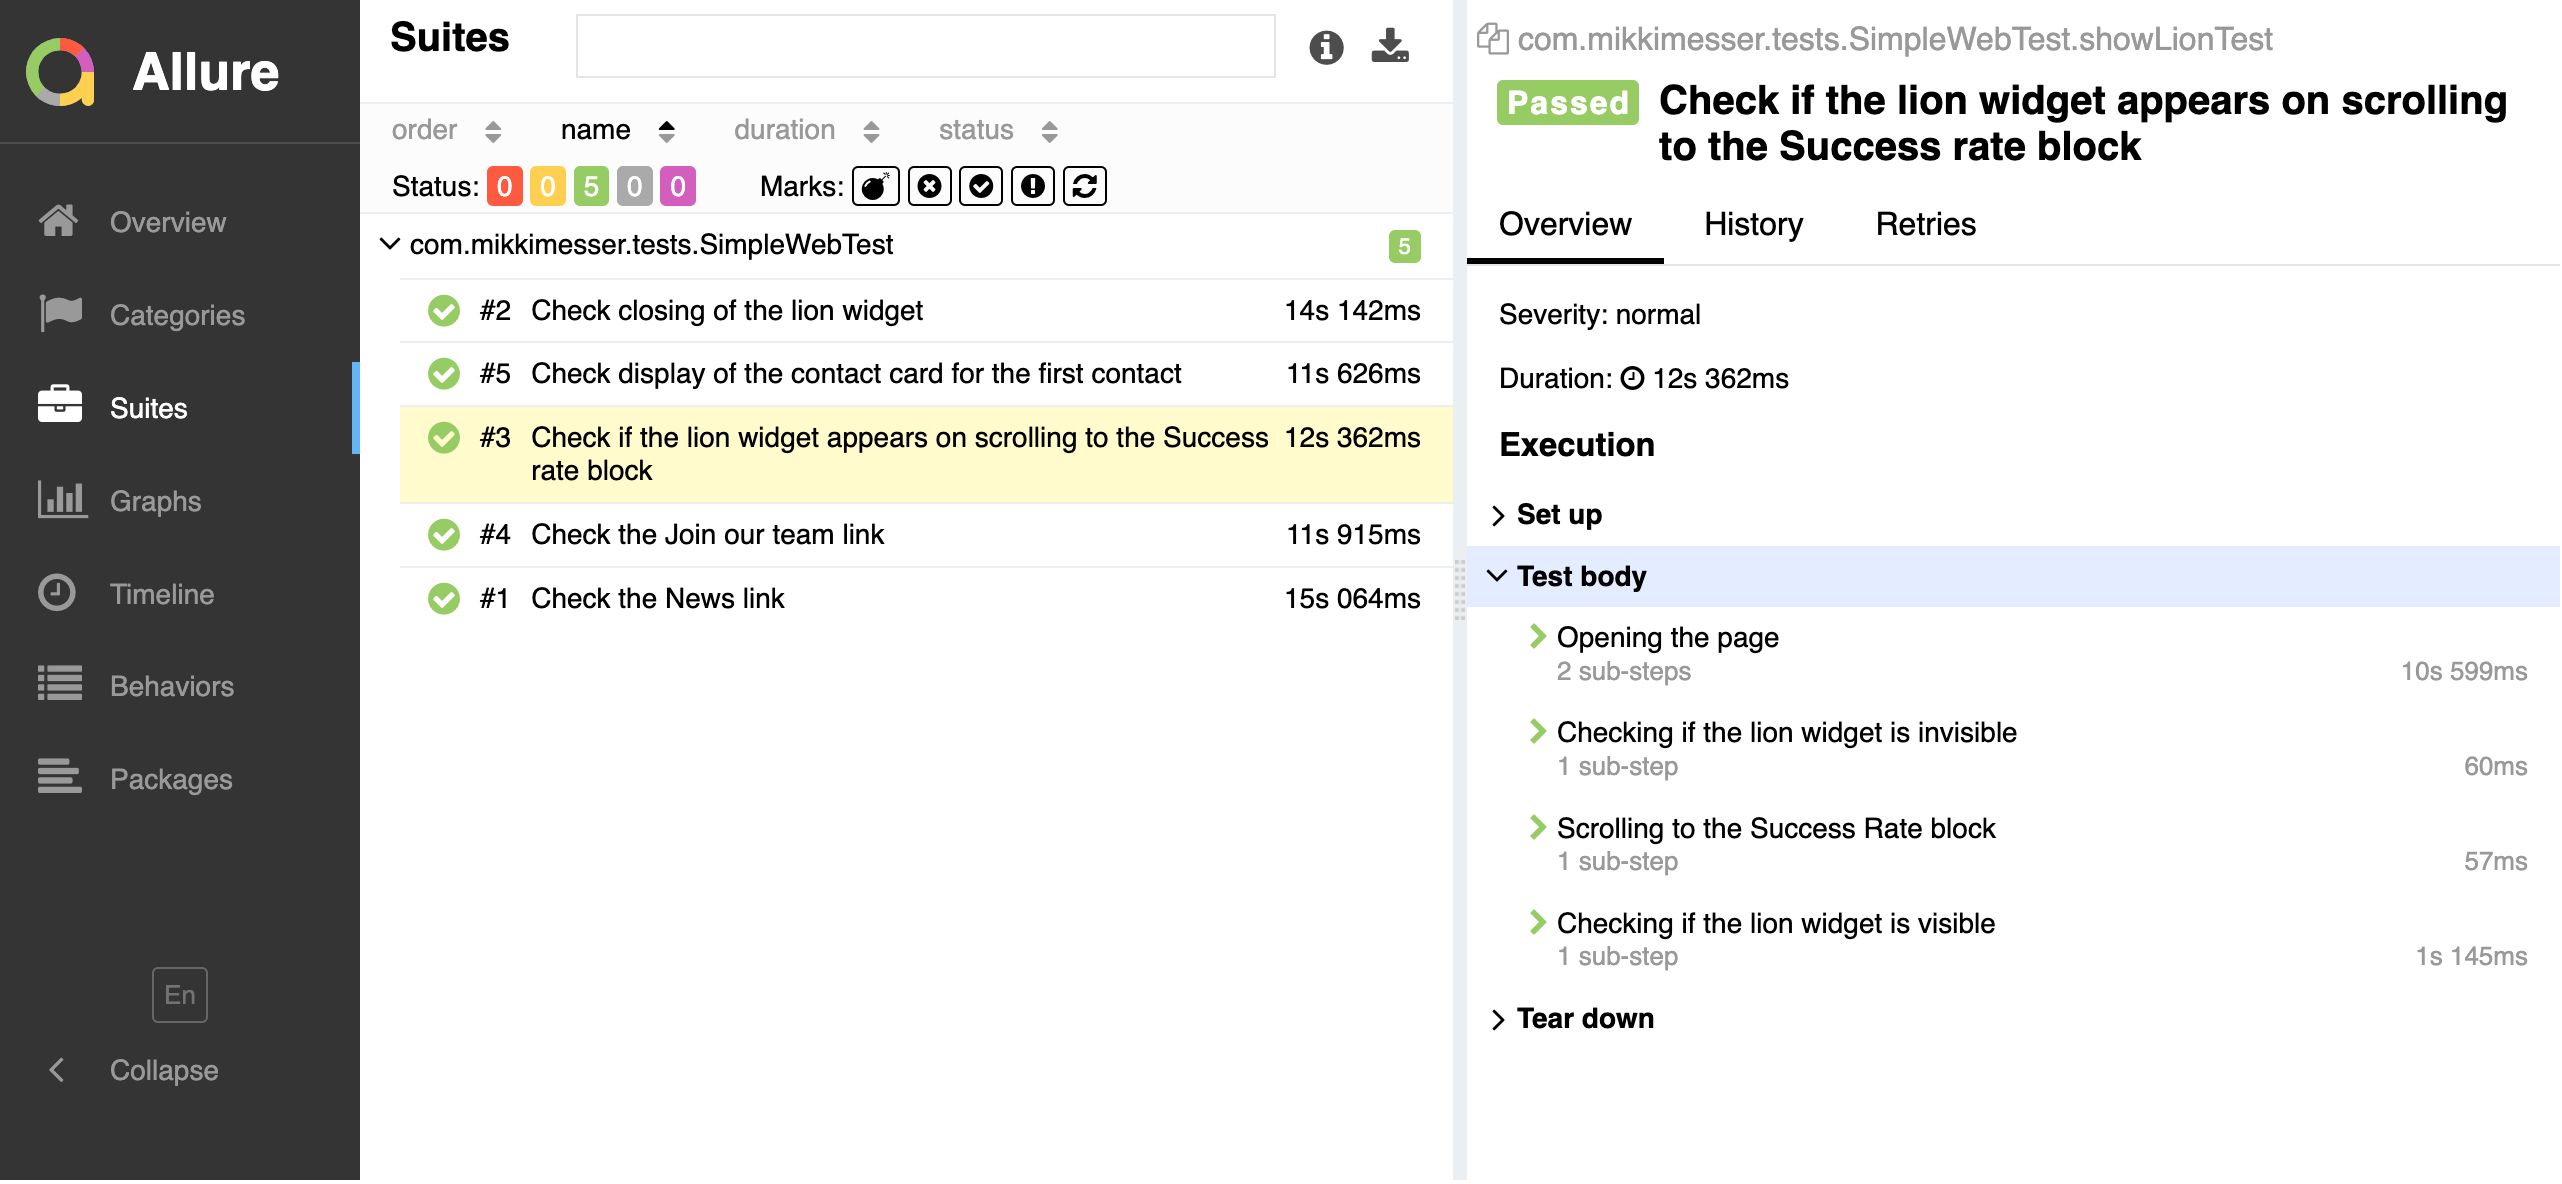 Allure
Overview
Categories
Suites
Graphs
Timeline
Behaviors
Packages
En
Collapse
Suites
order name duration status
Status: 0 0 5 0 0 Marks:
com.mikkimesser.tests.SimpleWebTest 5
#2 Check closing of the lion widget 14s 142ms
#5 Check display of the contact card for the first contact 11s 626ms
#3 Check if the lion widget appears on scrolling to the Success 12s 362ms
rate block
#4 Check the Join our team link 11s 915ms
#1 Check the News link 15s 064ms
com.mikkimesser.tests.SimpleWebTest.showLionTest
Passed Check if the lion widget appears on scrolling
to the Success rate block
Overview History Retries
Severity: normal
Duration: 12s 362ms
Execution
Set up
Test body
Opening the page
2 sub-steps 10s 599ms
Checking if the lion widget is invisible
1 sub-step 60ms
Scrolling to the Success Rate block
1 sub-step 57ms
Checking if the lion widget is visible
1 sub-step 1s 145ms
Tear down